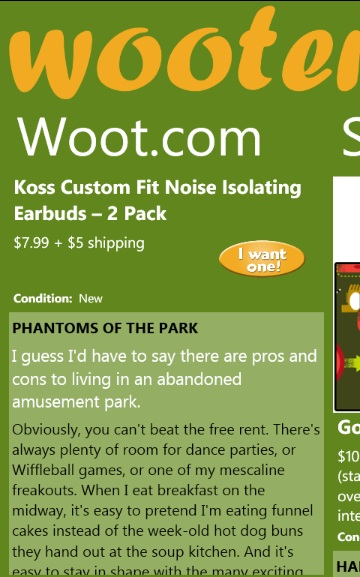 wooter
Woot.com
S
Koss Custom Fit Noise Isolating
Earbuds – 2 Pack
$7.99 + $5 shipping
I want
one!
Condition: New
PHANTOMS OF THE PARK
I guess I'd have to say there are pros and
cons to living in an abandoned
amusement park.
Obviously, you can't beat the free rent. There's
always plenty of room for dance parties, or
Wiffleball games, or one of my mescaline
freakouts. When I eat breakfast on the
midway, it's easy to pretend I'm eating funnel
cakes instead of the week-old hot dog buns
they hand out at the soup kitchen. And it's
easy to stay in shape with the many exciting
Go
$10
(sta
ove
inte
Con
HA